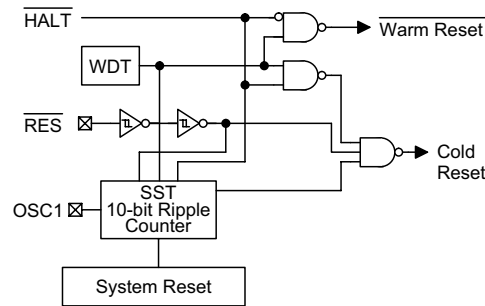 HALT
Warm Reset
WDT
RES
Cold
Reset
SST
10-bit Ripple
Counter
OSC1
System Reset